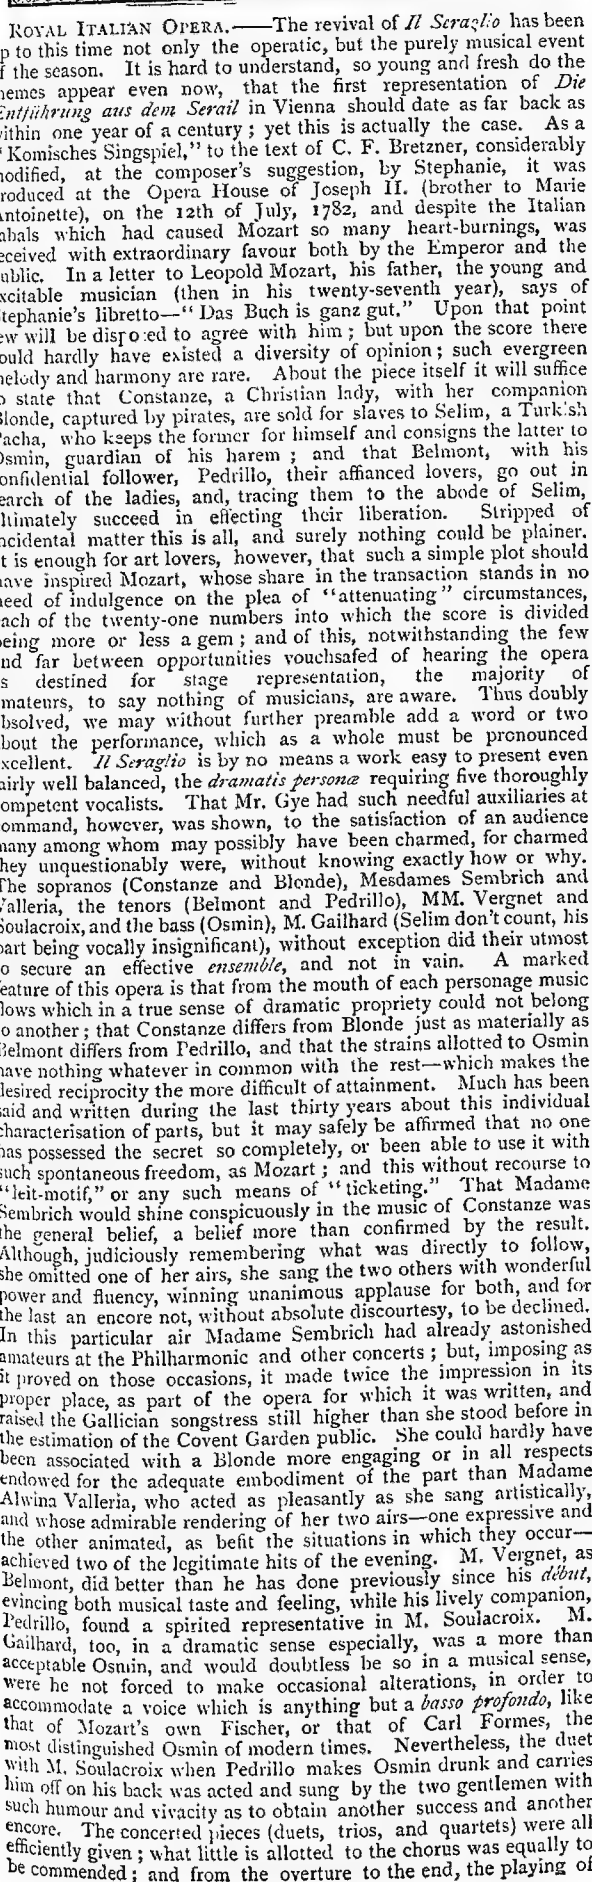 ROYAL ITALIAN OPERA.——The revival of Il Seraglio has been
p to this time not only the operatic, but the purely musical event
f the season. It is hard to understand, so young and fresh do the
hemes appear even now, that the first representation of Die
Entführung aus dem Serail in Vienna should date as far back as
within one year of a century; yet this is actually the case. As a
"Komisches Singspiel," to the text of C. F. Bretzner, considerably
modified, at the composer's suggestion, by Stephanie, it was
roduced at the Opera House of Joseph II. (brother to Marie
Antoinette), on the 12th of July, 1782, and despite the Italian
abals which had caused Mozart so many heart-burnings, was
eceived with extraordinary favour both by the Emperor and the
ublic. In a letter to Leopold Mozart, his father, the young and
xcitable musician (then in his twenty-seventh year), says of
tephanie's libretto—"Das Buch is ganz gut." Upon that point
ew will be disposed to agree with him; but upon the score there
ould hardly have existed a diversity of opinion; such evergreen
nelody and harmony are rare. About the piece itself it will suffice
o state that Constanze, a Christian lady, with her companion
Blonde, captured by pirates, are sold for slaves to Selim, a Turkish
Pacha, who keeps the former for himself and consigns the latter to
Osmin, guardian of his harem; and that Belmont, with his
onfidential follower, Pedrillo, their affianced lovers, go out in
earch of the ladies, and, tracing them to the abode of Selim,
ltimately succeed in effecting their liberation. Stripped of
ncidental matter this is all, and surely nothing could be plainer.
t is enough for art lovers, however, that such a simple plot should
have inspired Mozart, whose share in the transaction stands in no
need of indulgence on the plea of "attenuating" circumstances,
ach of the twenty-one numbers into which the score is divided
being more or less a gem; and of this, notwithstanding the few
nd far between opportunities vouchsafed of hearing the opera
s destined for stage representation, the majority of
mateurs, to say nothing of musicians, are aware. Thus doubly
bsolved, we may without further preamble add a word or two
bout the performance, which as a whole must be pronounced
xcellent. Il Seraglio is by no means a work easy to present even
airly well balanced, the dramatis personæ requiring five thoroughly
ompetent vocalists. That Mr. Gye had such needful auxiliaries at
ommand, however, was shown, to the satisfaction of an audience
many among whom may possibly have been charmed, for charmed
hey unquestionably were, without knowing exactly how or why.
The sopranos (Constanze and Blonde), Mesdames Sembrich and
Valleria, the tenors (Belmont and Pedrillo), MM. Vergnet and
Soulacroix, and the bass (Osmin), M. Gailhard (Selim don't count, his
part being vocally insignificant), without exception did their utmost
o secure an effective ensemble, and not in vain. A marked
eature of this opera is that from the mouth of each personage music
lows which in a true sense of dramatic propriety could not belong
o another; that Constanze differs from Blonde just as materially as
Belmont differs from Pedrillo, and that the strains allotted to Osmin
have nothing whatever in common with the rest—which makes the
desired reciprocity the more difficult of attainment. Much has been
said and written during the last thirty years about this individual
characterisation of parts, but it may safely be affirmed that no one
has possessed the secret so completely, or been able to use it with
such spontaneous freedom, as Mozart; and this without recourse to
"leit-motif," or any such means of "ticketing." That Madame
Sembrich would shine conspicuously in the music of Constanze was
the general belief, a belief more than confirmed by the result.
Although, judiciously remembering what was directly to follow,
she omitted one of her airs, she sang the two others with wonderful
power and fluency, winning unanimous applause for both, and for
the last an encore not, without absolute discourtesy, to be declined.
In this particular air Madame Sembrich had already astonished
amateurs at the Philharmonic and other concerts; but, imposing as
it proved on those occasions, it made twice the impression in its
proper place, as part of the opera for which it was written, and
raised the Gallician songstress still higher than she stood before in
the estimation of the Covent Garden public. She could hardly have
been associated with a Blonde more engaging or in all respects
endowed for the adequate embodiment of the part than Madame
Alwina Valleria, who acted as pleasantly as she sang artistically,
and whose admirable rendering of her two airs—one expressive and
the other animated, as befit the situations in which they occur—
achieved two of the legitimate hits of the evening. M. Vergnet, as
Belmont, did better than he has done previously since his début,
evincing both musical taste and feeling, while his lively companion,
Pedrillo, found a spirited representative in M. Soulacroix. M.
Gailhard, too, in a dramatic sense especially, was a more than
acceptable Osmin, and would doubtless be so in a musical sense,
were he not forced to make occasional alterations, in order to
accommodate a voice which is anything but a basso profondo, like
that of Mozart's own Fischer, or that of Carl Formes, the
most distinguished Osmin of modern times. Nevertheless, the duet
with M. Soulacroix when Pedrillo makes Osmin drunk and carries
him off on his back was acted and sung by the two gentlemen with
such humour and vivacity as to obtain another success and another
encore. The concerted pieces (duets, trios, and quartets) were all
efficiently given; what little is allotted to the chorus was equally to
be commended; and from the overture to the end, the playing of